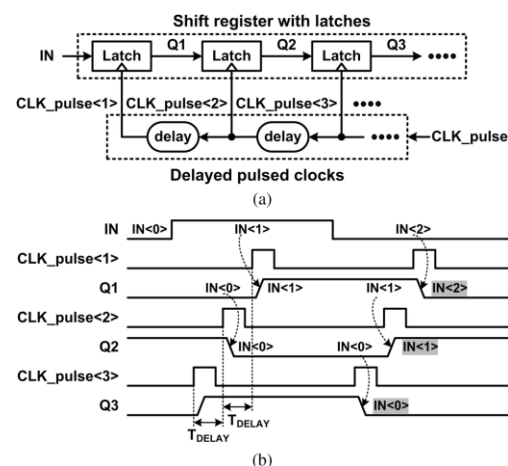 Shift register with latches
IN Latch Q1 Latch Q2 Latch Q3
CLK_pulse<1> CLK_pulse<2> CLK_pulse<3>
delay delay CLK_pulse
Delayed pulsed clocks
(a)
IN IN<0> IN<1> IN<2>
CLK_pulse<1>
Q1 IN<0> IN<1> IN<1> IN<2>
CLK_pulse<2>
Q2 IN<0> IN<0> IN<1>
CLK_pulse<3>
Q3 IN<0>
TDELAY
TDELAY
(b)